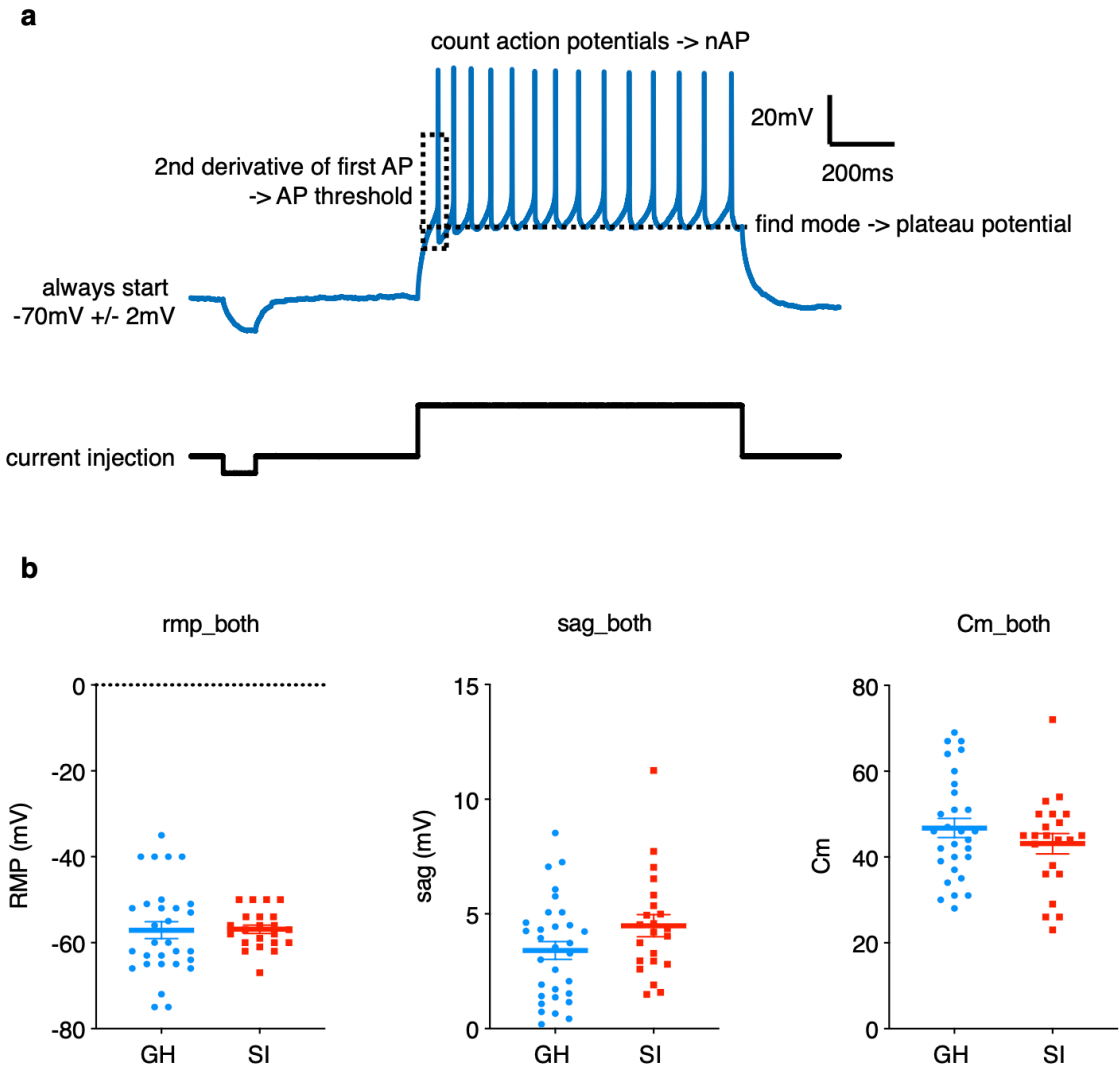 a
count action potentials -> nAP
20mV
200ms
2nd derivative of first AP
-> AP threshold
find mode -> plateau potential
always start
-70mV +/- 2mV
current injection
b
rmp_both
sag_both
Cm_both
RMP (mV)
0
-20
-40
-60
-80
GH
SI
sag (mV)
15
10
5
0
GH
SI
Cm
80
60
40
20
0
GH
SI